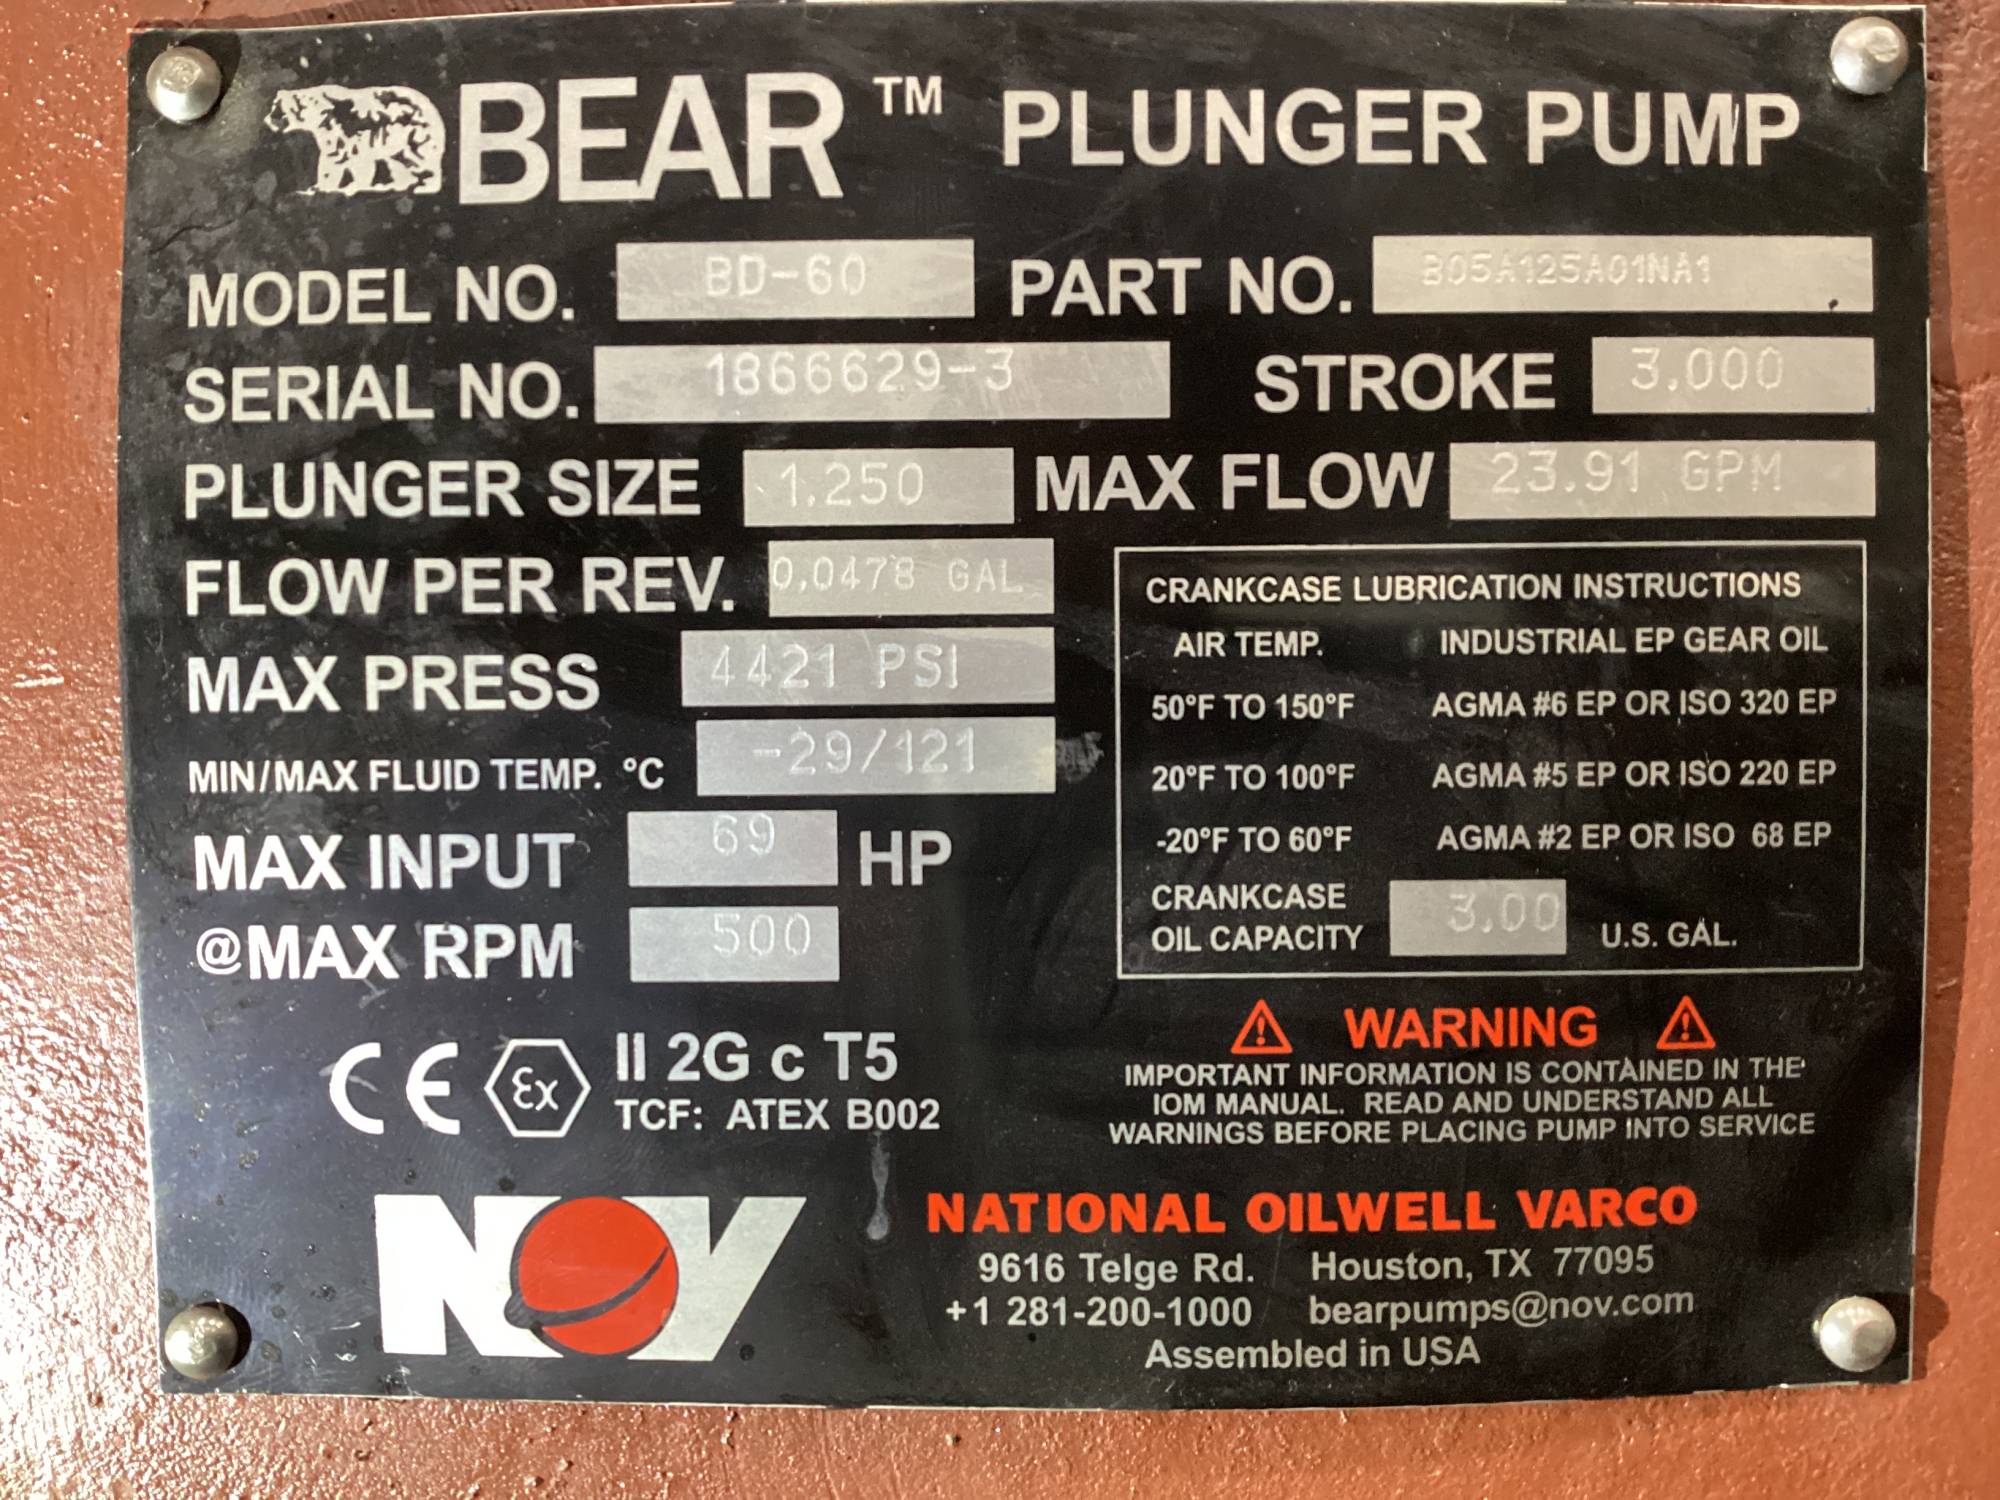 BEAR™ PLUNGER PUMP
MODEL NO. BD-60 PART NO. B05A125A01NA1
SERIAL NO. 1866629-3 STROKE 3.000
PLUNGER SIZE 1.250 MAX FLOW 23.91 GPM
FLOW PER REV. 0.0478 GAL
MAX PRESS 4421 PSI
MIN/MAX FLUID TEMP. °C -29/121
MAX INPUT 69 HP
@MAX RPM 500
CRANKCASE LUBRICATION INSTRUCTIONS
AIR TEMP. INDUSTRIAL EP GEAR OIL
50°F TO 150°F AGMA #6 EP OR ISO 320 EP
20°F TO 100°F AGMA #5 EP OR ISO 220 EP
-20°F TO 60°F AGMA #2 EP OR ISO 68 EP
CRANKCASE
OIL CAPACITY 3.00 U.S. GAL.
CE Ex II 2G c T5
TCF: ATEX B002
WARNING
IMPORTANT INFORMATION IS CONTAINED IN THE
IOM MANUAL. READ AND UNDERSTAND ALL
WARNINGS BEFORE PLACING PUMP INTO SERVICE
NOV
NATIONAL OILWELL VARCO
9616 Telge Rd. Houston, TX 77095
+1 281-200-1000 bearpumps@nov.com
Assembled in USA